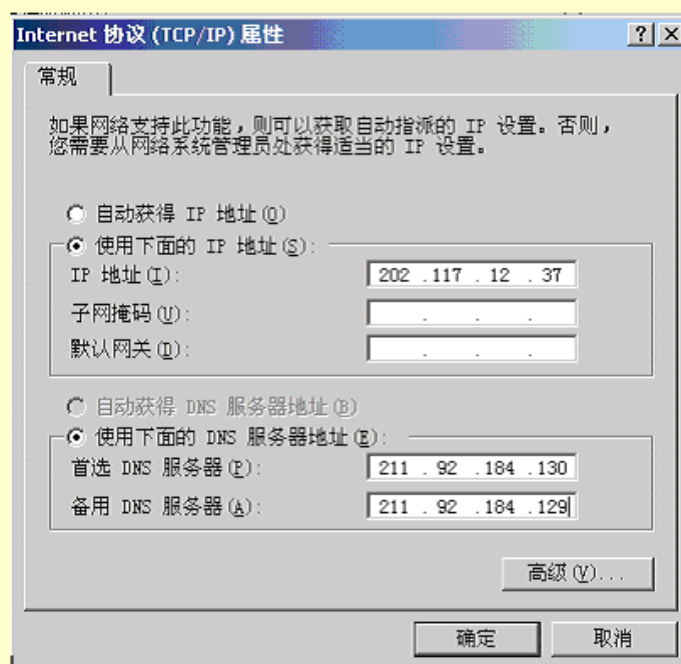 Internet 协议 (TCP/IP) 属性
常规
如果网络支持此功能，则可以获取自动指派的 IP 设置。否则，
您需要从网络系统管理员处获得适当的 IP 设置。
自动获得 IP 地址(O)
使用下面的 IP 地址(S):
IP 地址(I): 202 .117 . 12 . 37
子网掩码(U): . . .
默认网关(D): . . .
自动获得 DNS 服务器地址(B)
使用下面的 DNS 服务器地址(E):
首选 DNS 服务器(P): 211 . 92 .184 .130
备用 DNS 服务器(A): 211 . 92 .184 .129
高级(V)...
确定 取消